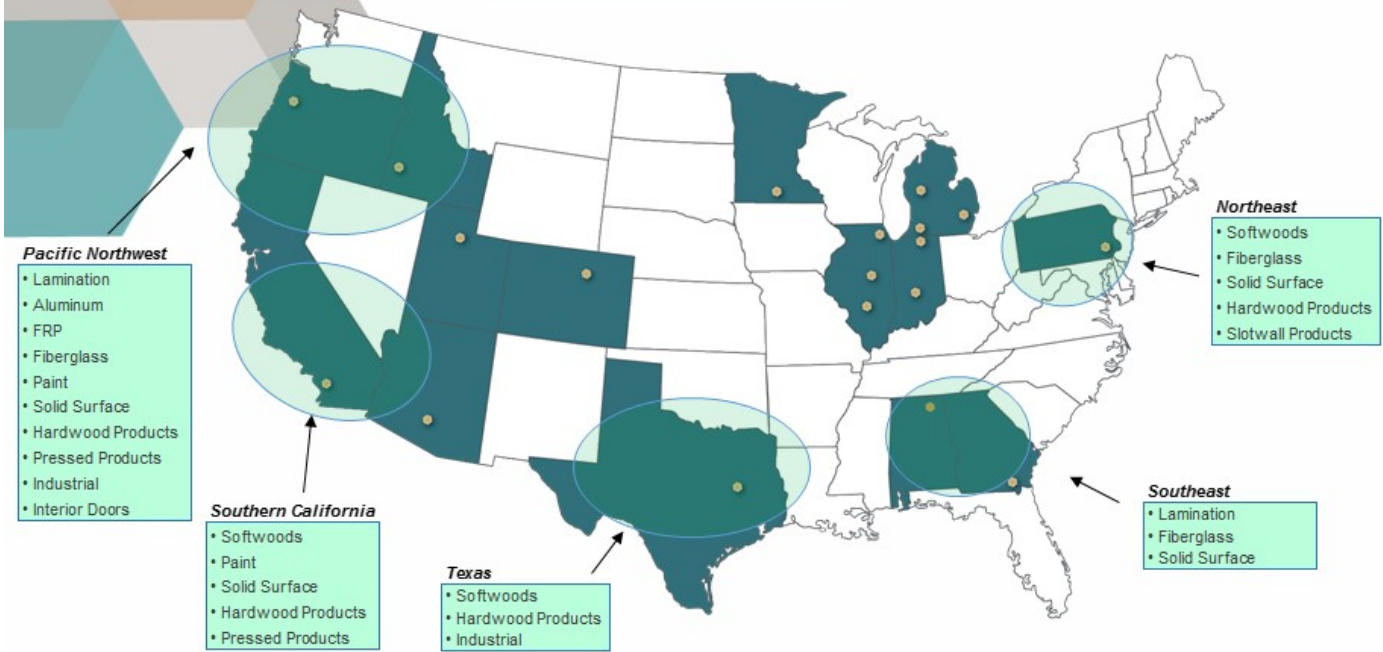 Pacific Northwest
• Lamination
• Aluminum
• FRP
• Fiberglass
• Paint
• Solid Surface
• Hardwood Products
• Pressed Products
• Industrial
• Interior Doors
Southern California
• Softwoods
• Paint
• Solid Surface
• Hardwood Products
• Pressed Products
Texas
• Softwoods
• Hardwood Products
• Industrial
Northeast
• Softwoods
• Fiberglass
• Solid Surface
• Hardwood Products
• Slotwall Products
Southeast
• Lamination
• Fiberglass
• Solid Surface